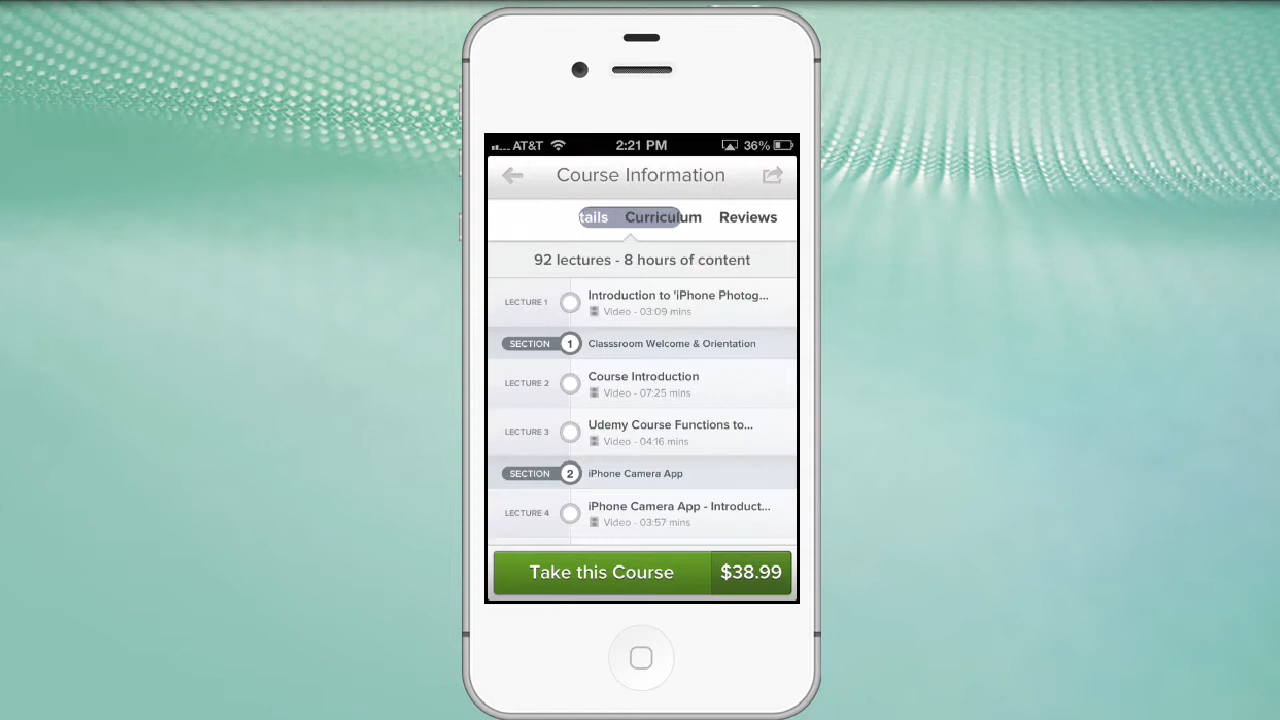 AT&T 2:21 PM 36%
Course Information
tails Curriculum Reviews
92 lectures - 8 hours of content
LECTURE 1 Introduction to 'iPhone Photog...
Video - 03:09 mins
SECTION 1 Classsroom Welcome & Orientation
LECTURE 2 Course Introduction
Video - 07:25 mins
LECTURE 3 Udemy Course Functions to...
Video - 04:16 mins
SECTION 2 iPhone Camera App
LECTURE 4 iPhone Camera App - Introduct...
Video - 03:57 mins
Take this Course $38.99